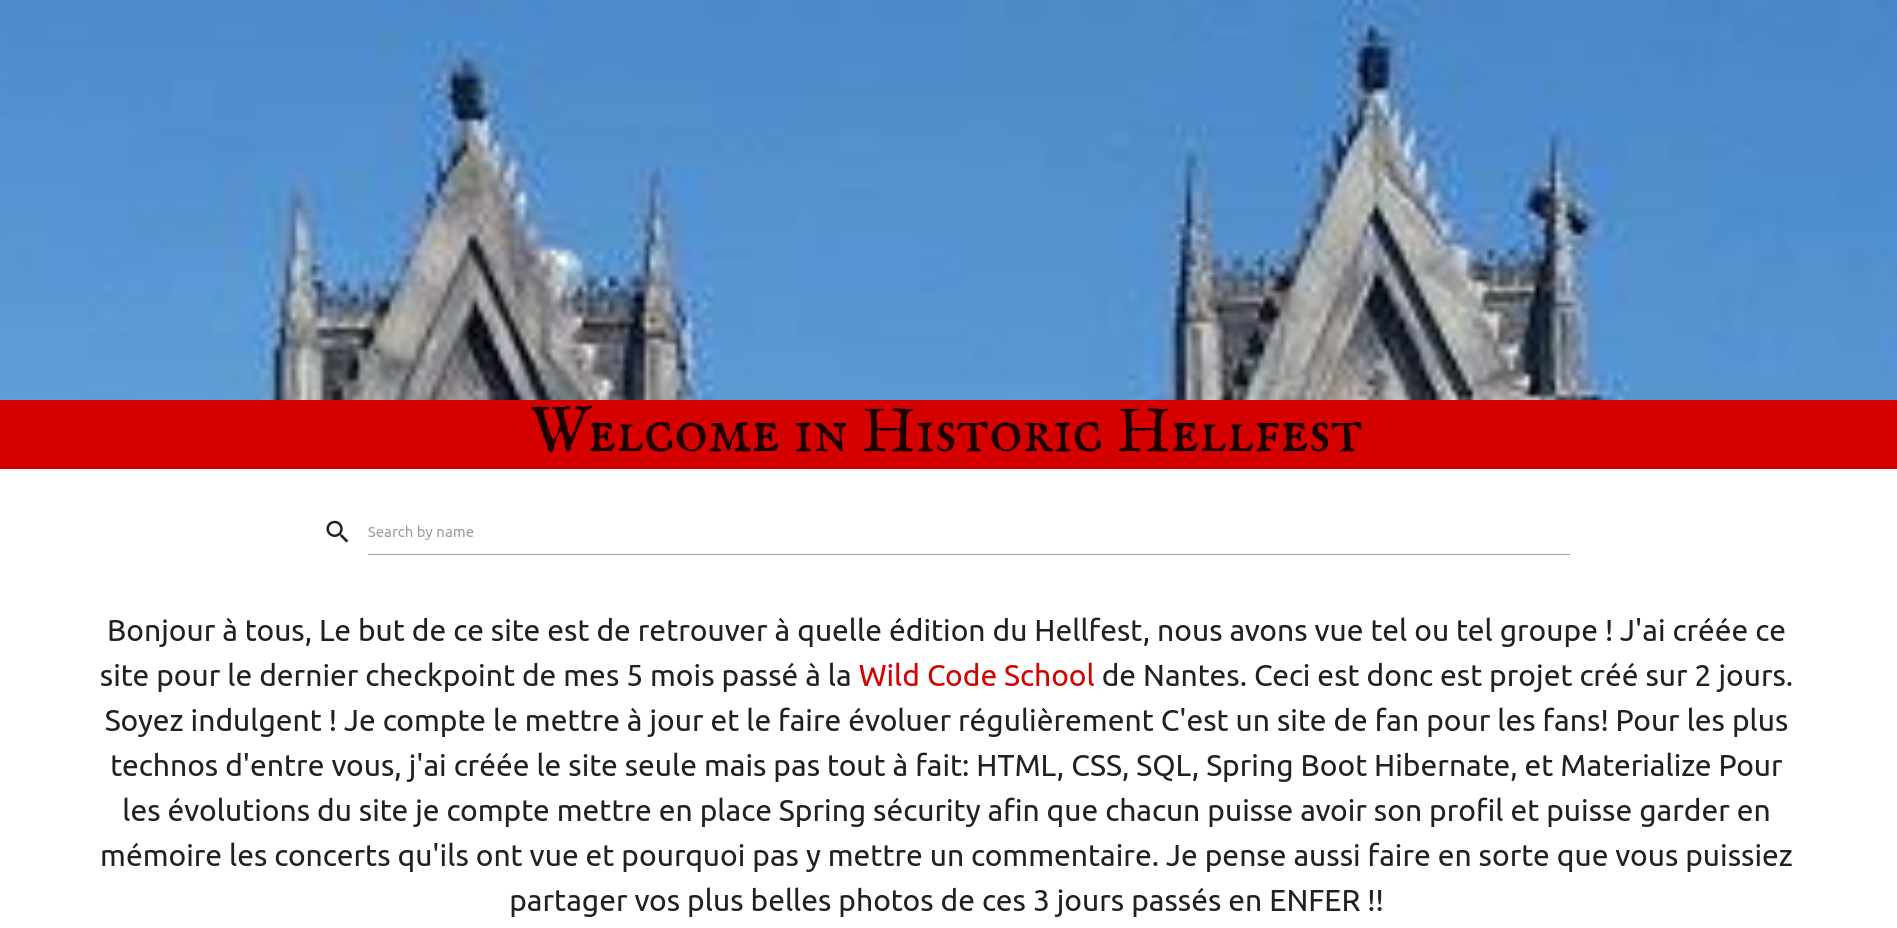 Welcome in Historic Hellfest
Search by name
Bonjour à tous, Le but de ce site est de retrouver à quelle édition du Hellfest, nous avons vue tel ou tel groupe ! J'ai créée ce
site pour le dernier checkpoint de mes 5 mois passé à la Wild Code School de Nantes. Ceci est donc est projet créé sur 2 jours.
Soyez indulgent ! Je compte le mettre à jour et le faire évoluer régulièrement C'est un site de fan pour les fans! Pour les plus
technos d'entre vous, j'ai créée le site seule mais pas tout à fait: HTML, CSS, SQL, Spring Boot Hibernate, et Materialize Pour
les évolutions du site je compte mettre en place Spring sécurity afin que chacun puisse avoir son profil et puisse garder en
mémoire les concerts qu'ils ont vue et pourquoi pas y mettre un commentaire. Je pense aussi faire en sorte que vous puissiez
partager vos plus belles photos de ces 3 jours passés en ENFER !!